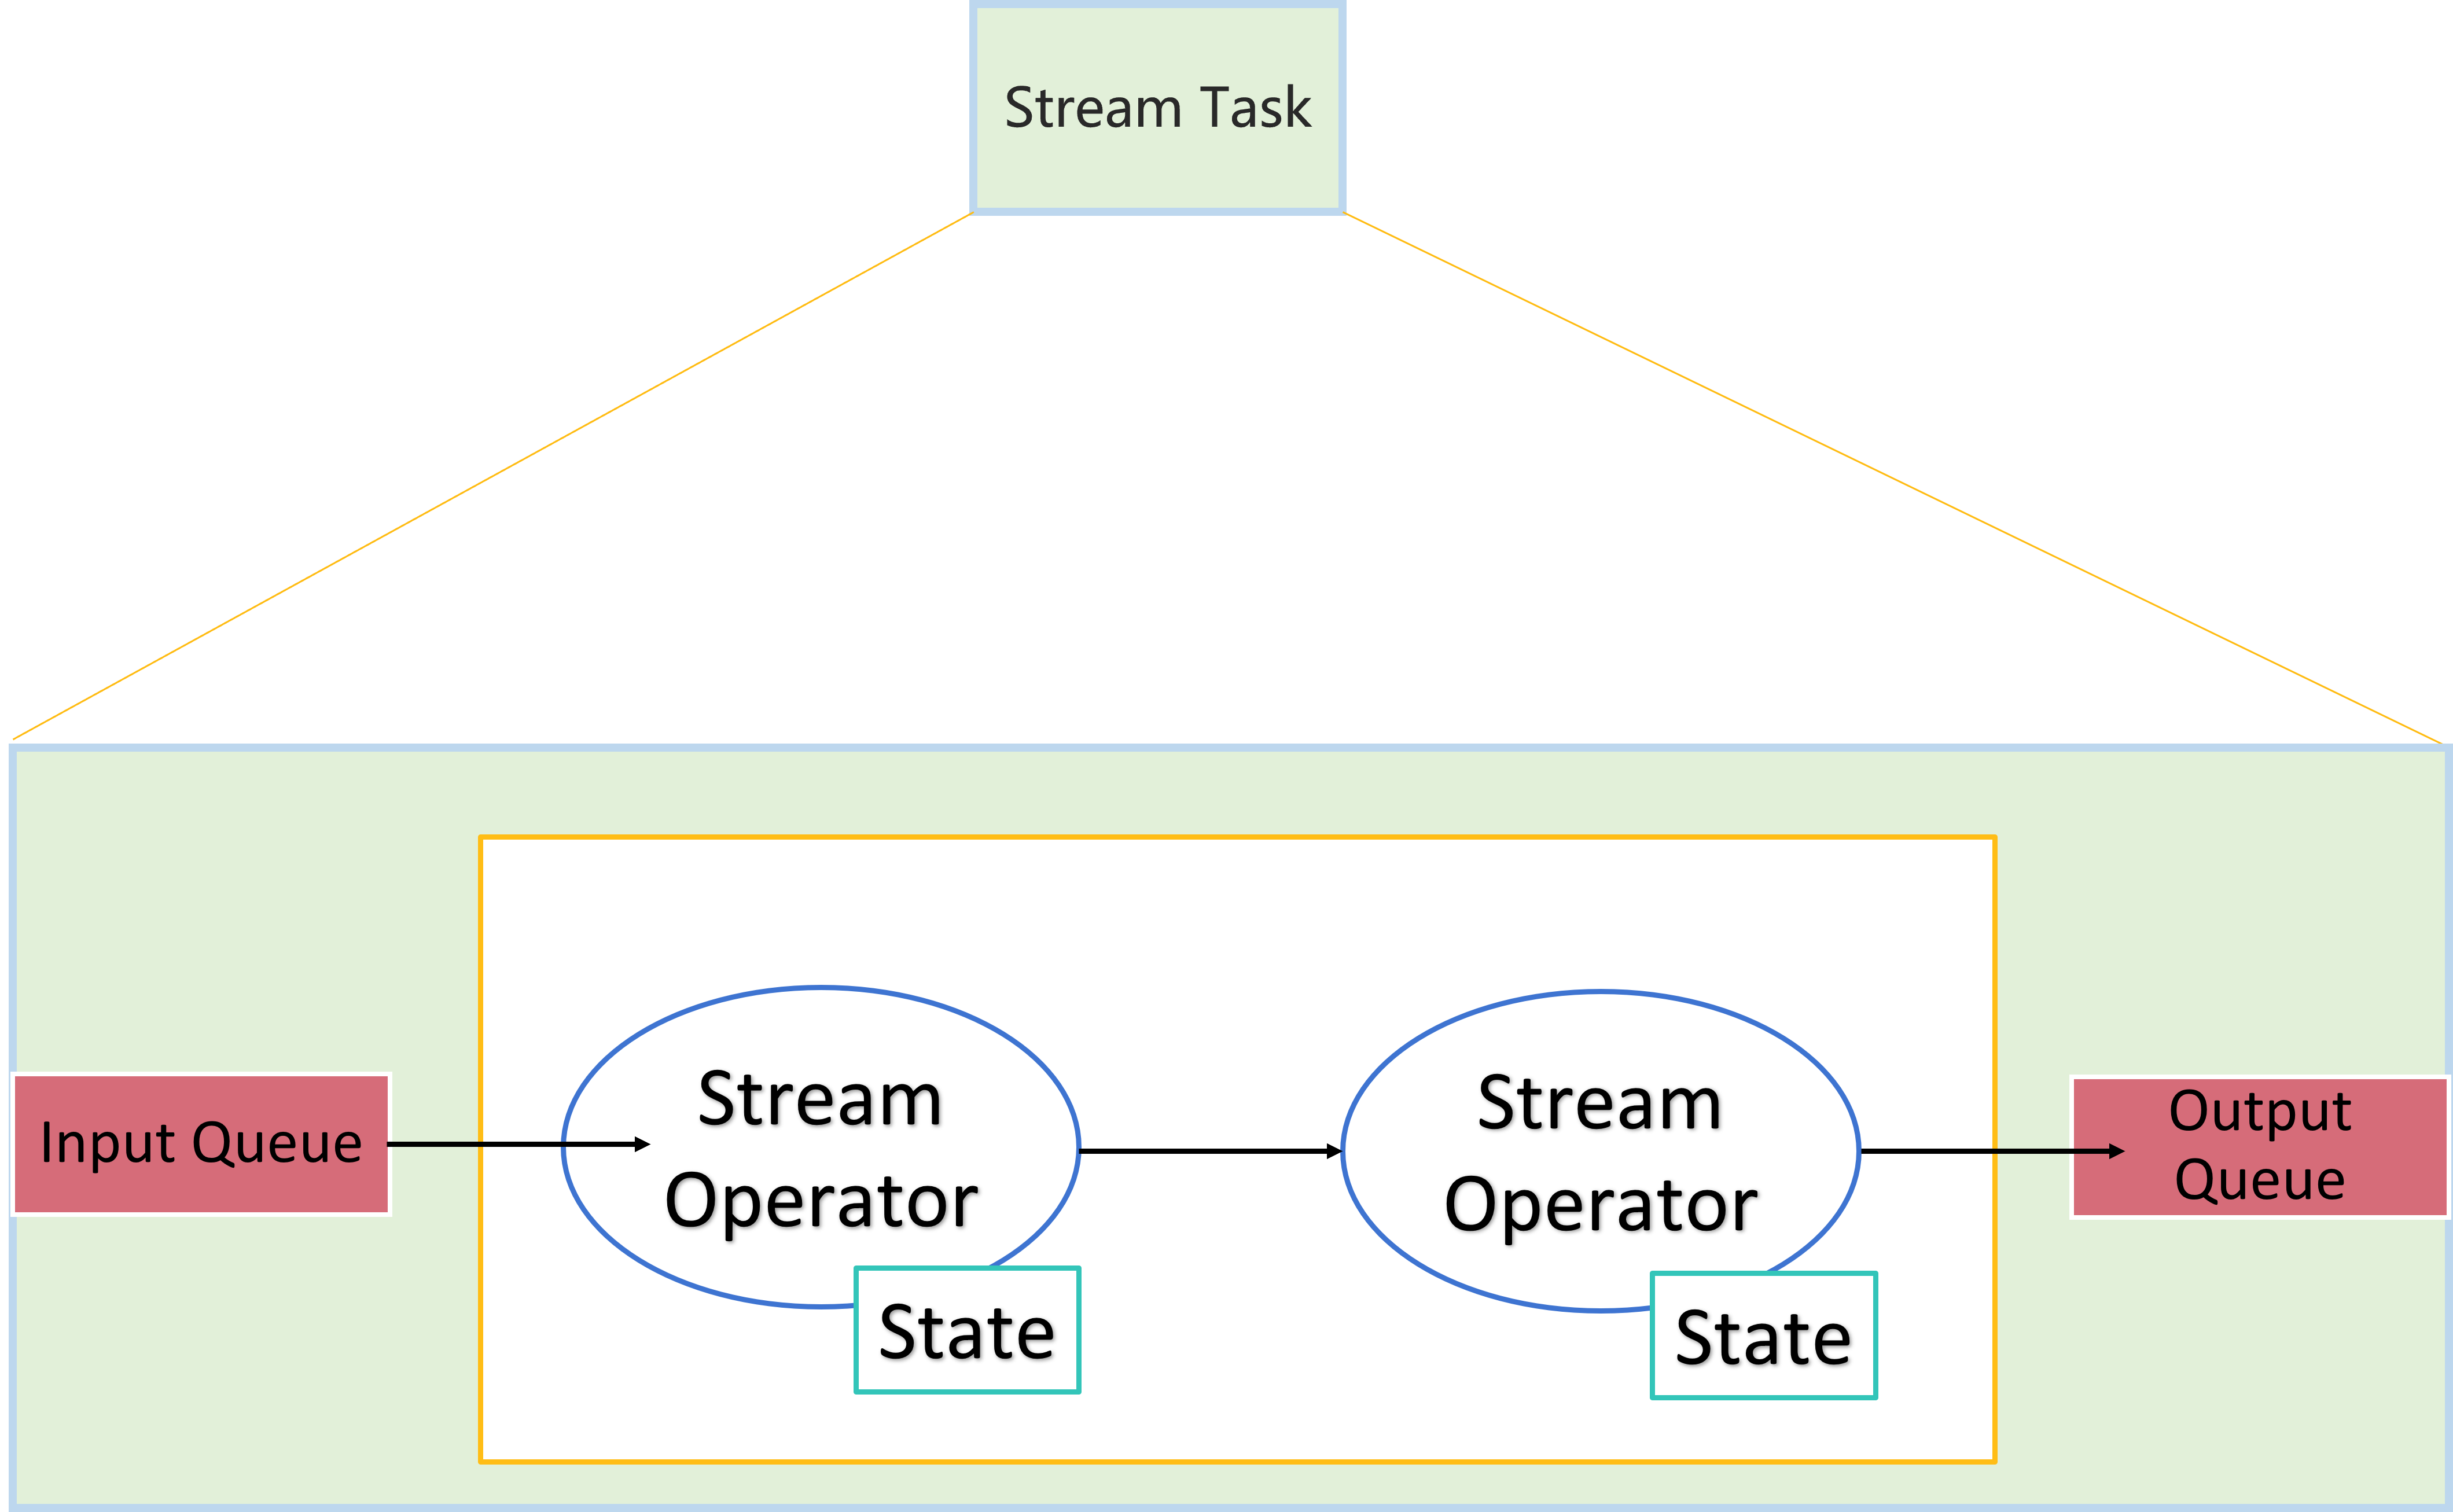 Stream Task
Input Queue
Stream
Operator
State
Stream
Operator
State
Output
Queue